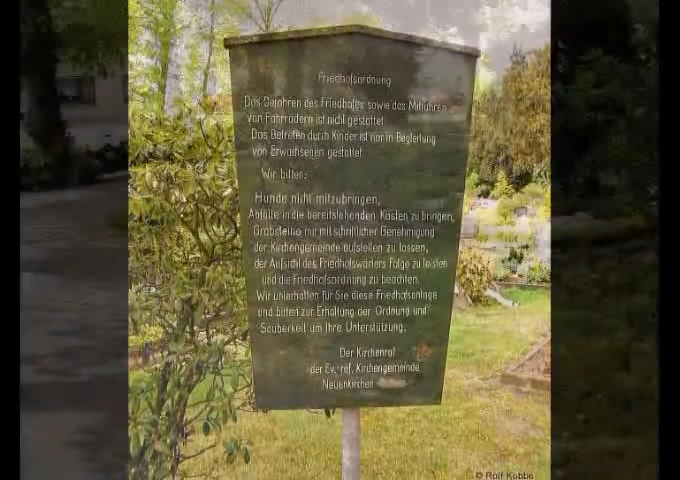 Friedhofsordnung
Das Befahren des Friedhofes sowie das Mitführen
von Fahrrädern ist nicht gestattet.
Das Betreten durch Kinder ist nur in Begleitung
von Erwachsenen gestattet.
Wir bitten:
Hunde nicht mitzubringen,
Abfälle in die bereitstehenden Kästen zu bringen,
Grabsteine nur mit schriftlicher Genehmigung
der Kirchengemeinde aufstellen zu lassen,
der Aufsicht des Friedhofswärters Folge zu leisten
und die Friedhofsordnung zu beachten.
Wir unterhalten für Sie diese Friedhofsanlage
und bitten zur Erhaltung der Ordnung und
Sauberkeit um Ihre Unterstützung.
Der Kirchenrat
der Ev.-ref. Kirchengemeinde
Neuenkirchen
© Rolf Kobbe